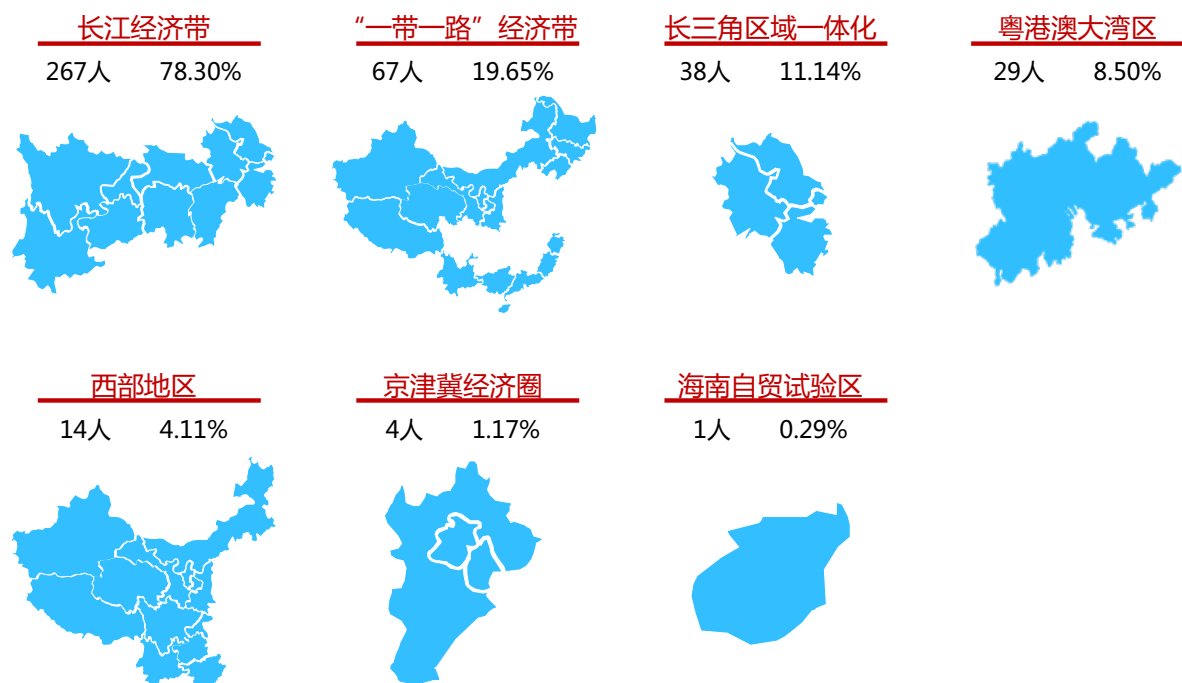 长江经济带
267人 78.30%
“一带一路”经济带
67人 19.65%
长三角区域一体化
38人 11.14%
粤港澳大湾区
29人 8.50%
西部地区
14人 4.11%
京津冀经济圈
4人 1.17%
海南自贸试验区
1人 0.29%